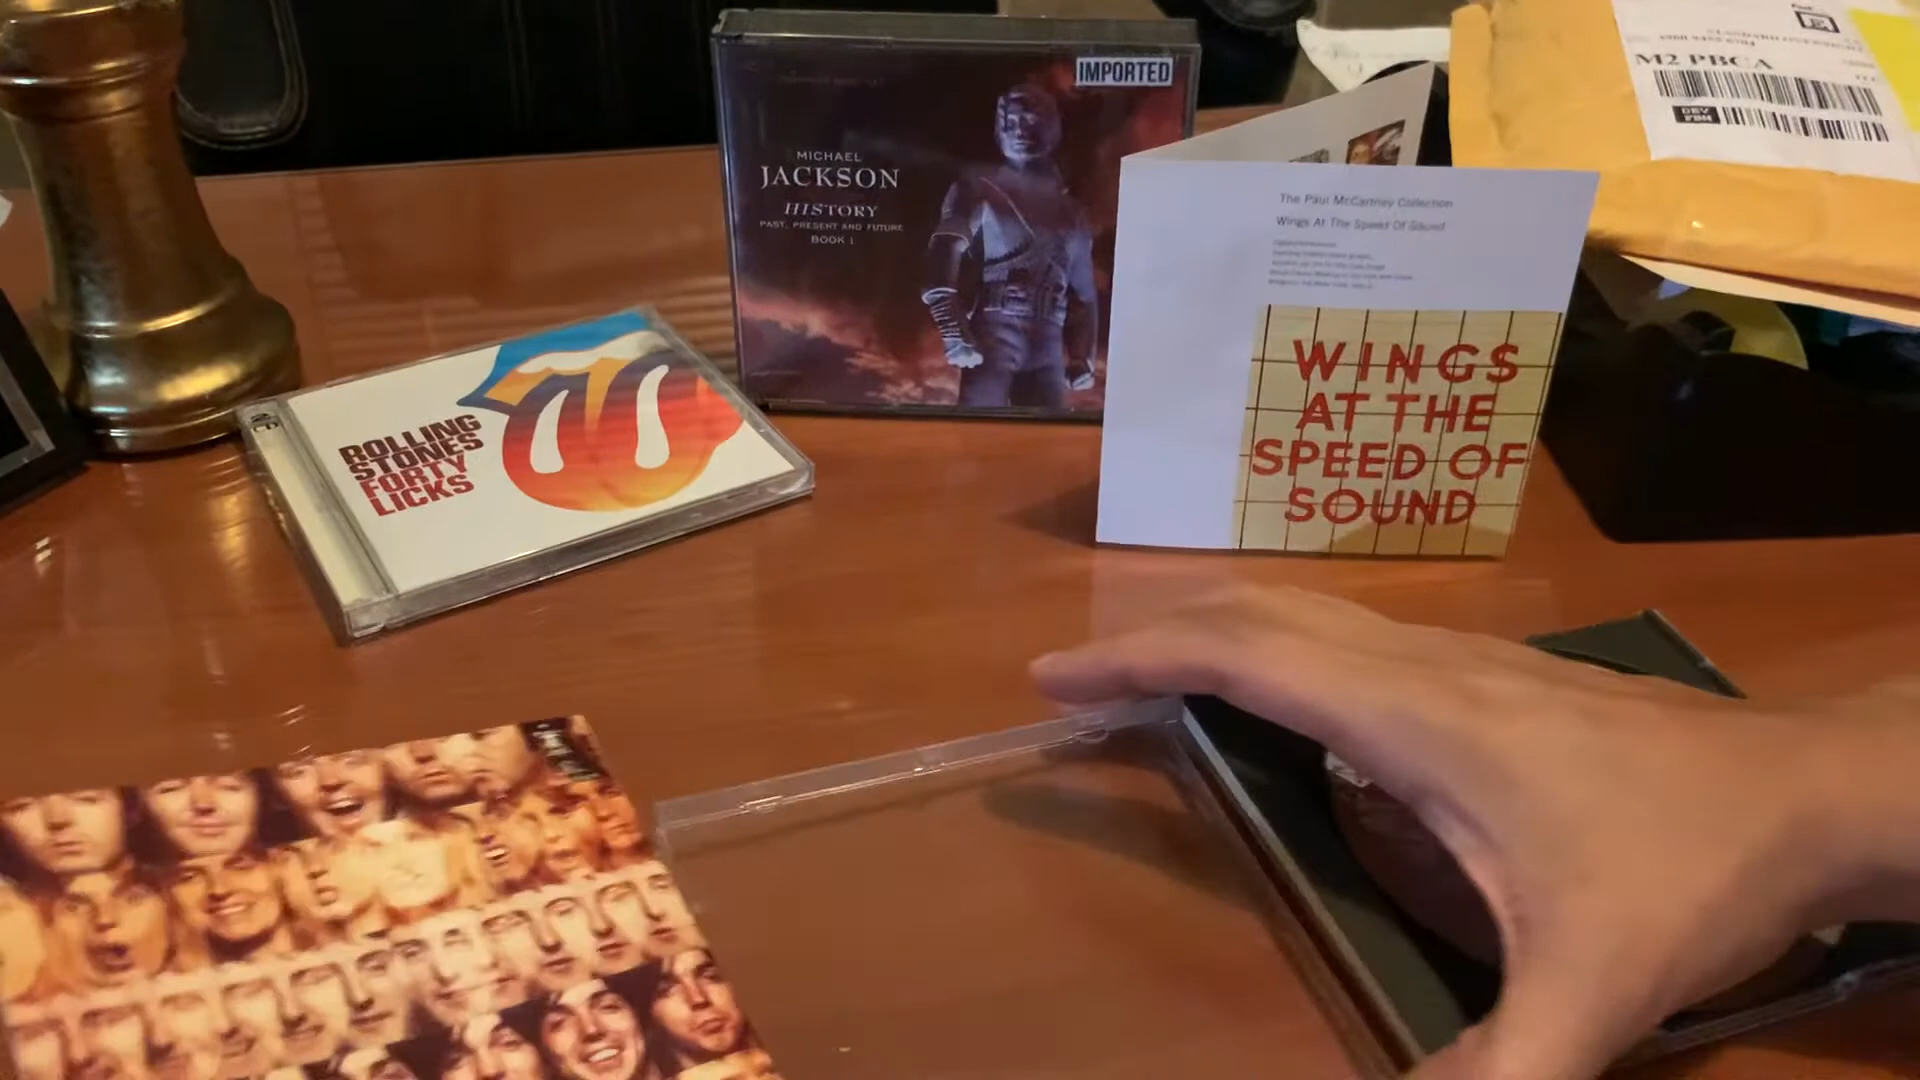 IMPORTED
MICHAEL
JACKSON
HISTORY
PAST, PRESENT AND FUTURE
BOOK I
The Paul McCartney Collection
Wings At The Speed Of Sound
WINGS
AT THE
SPEED OF
SOUND
ROLLING
STONES
FORTY
LICKS
M2 PBCA